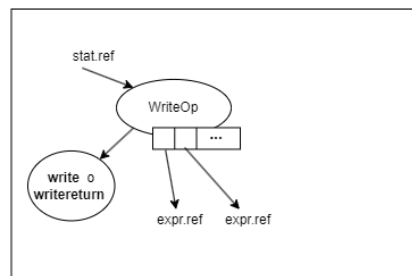 stat.ref
WriteOp
...
write o
writereturn
expr.ref expr.ref